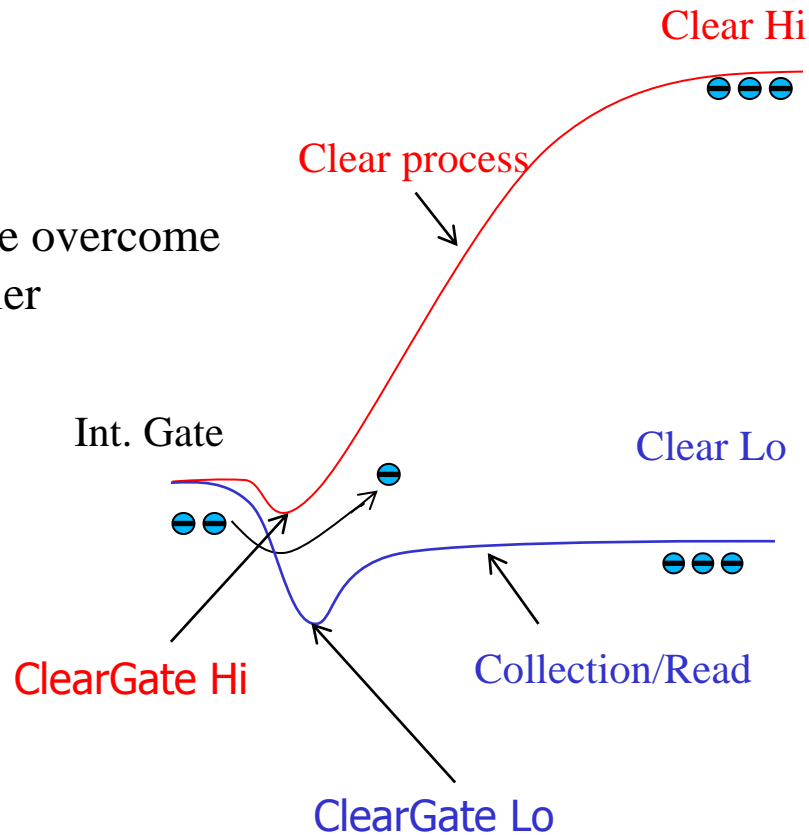 Clear Hi
Clear process
e overcome
er
Int. Gate
Clear Lo
ClearGate Hi
Collection/Read
ClearGate Lo